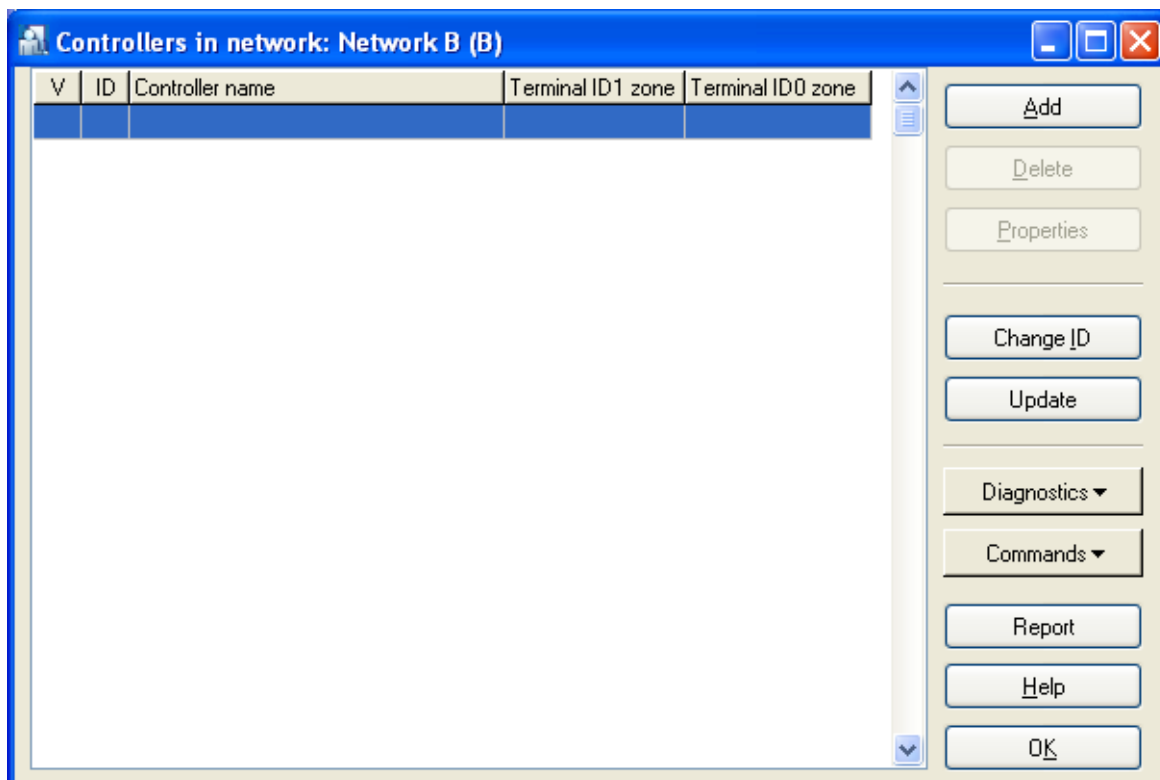 Controllers in network: Network B (B)
V ID Controller name Terminal ID1 zone Terminal ID0 zone
Add
Delete
Properties
Change ID
Update
Diagnostics
Commands
Report
Help
OK